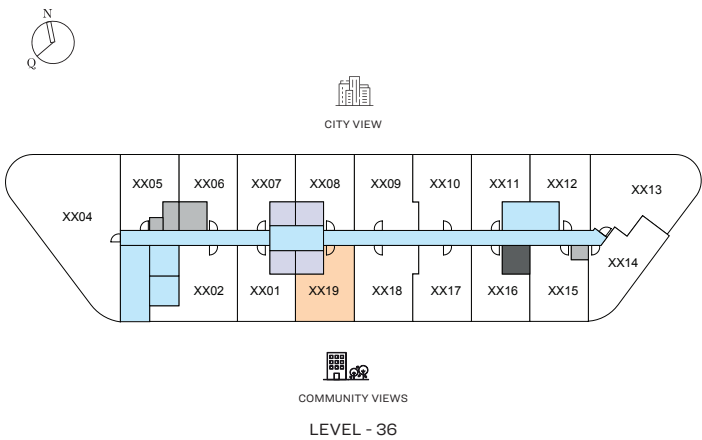 N
Q
CITY VIEW
XX05 XX06 XX07 XX08 XX09 XX10 XX11 XX12 XX13
XX04
XX14
XX02 XX01 XX19 XX18 XX17 XX16 XX15
COMMUNITY VIEWS
LEVEL - 36